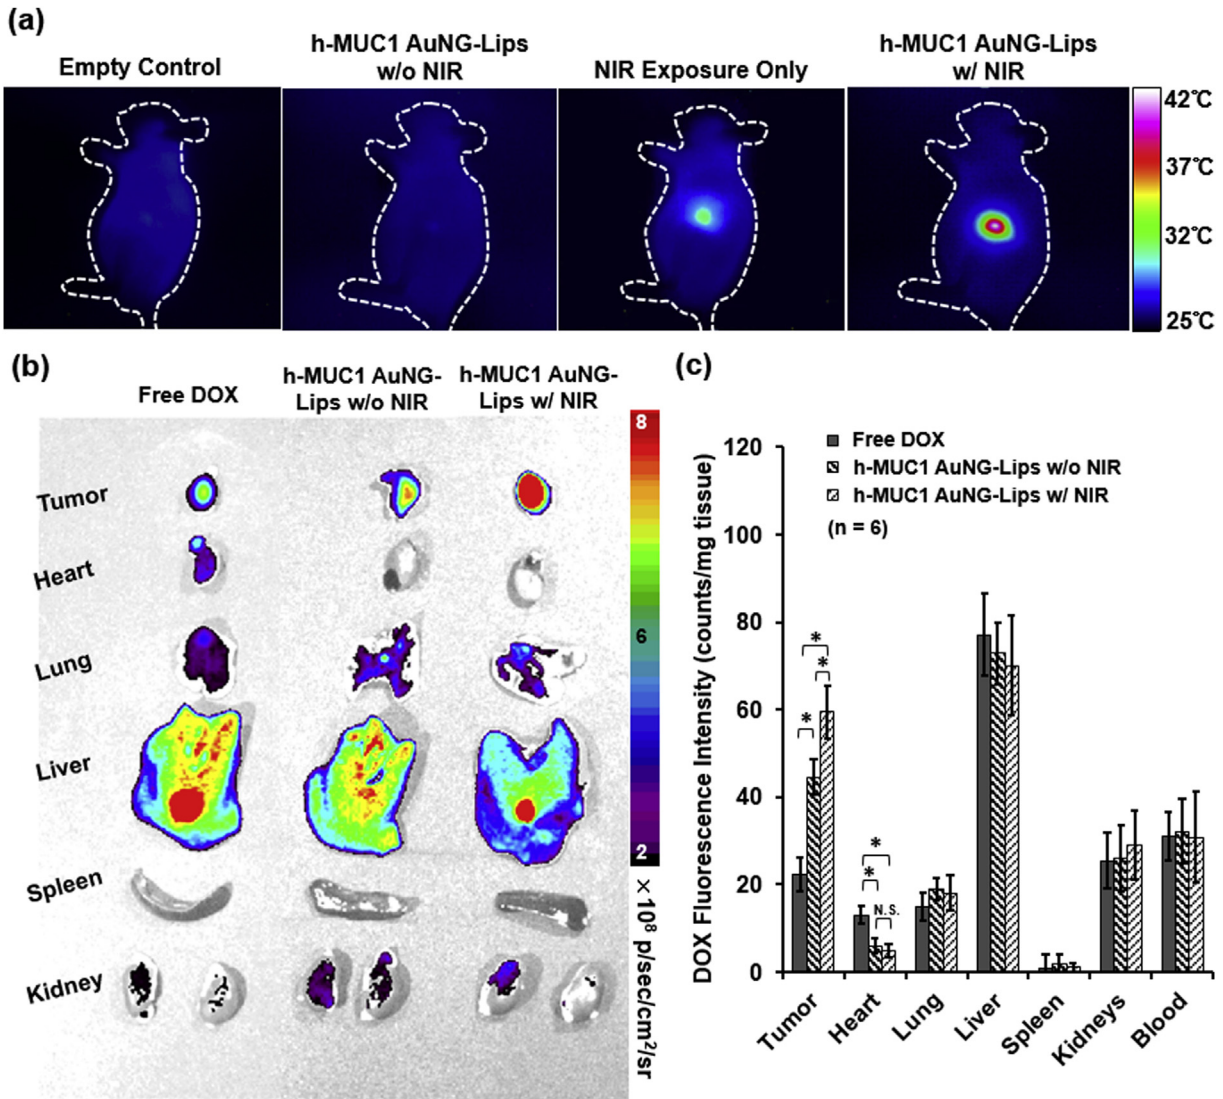 (a)
Empty Control
h-MUC1 AuNG-Lips
w/o NIR
NIR Exposure Only
h-MUC1 AuNG-Lips
w/ NIR
42℃
37℃
32℃
25℃
(b)
Free DOX
h-MUC1 AuNG-
Lips w/o NIR
h-MUC1 AuNG-
Lips w/ NIR
Tumor
Heart
Lung
Liver
Spleen
Kidney
8
6
2
×10⁸ p/sec/cm²/sr
(c)
DOX Fluorescence Intensity (counts/mg tissue)
120
100
80
60
40
20
0
Free DOX
h-MUC1 AuNG-Lips w/o NIR
h-MUC1 AuNG-Lips w/ NIR
(n = 6)
*
*
*
*
*
N.S.
Tumor
Heart
Lung
Liver
Spleen
Kidneys
Blood